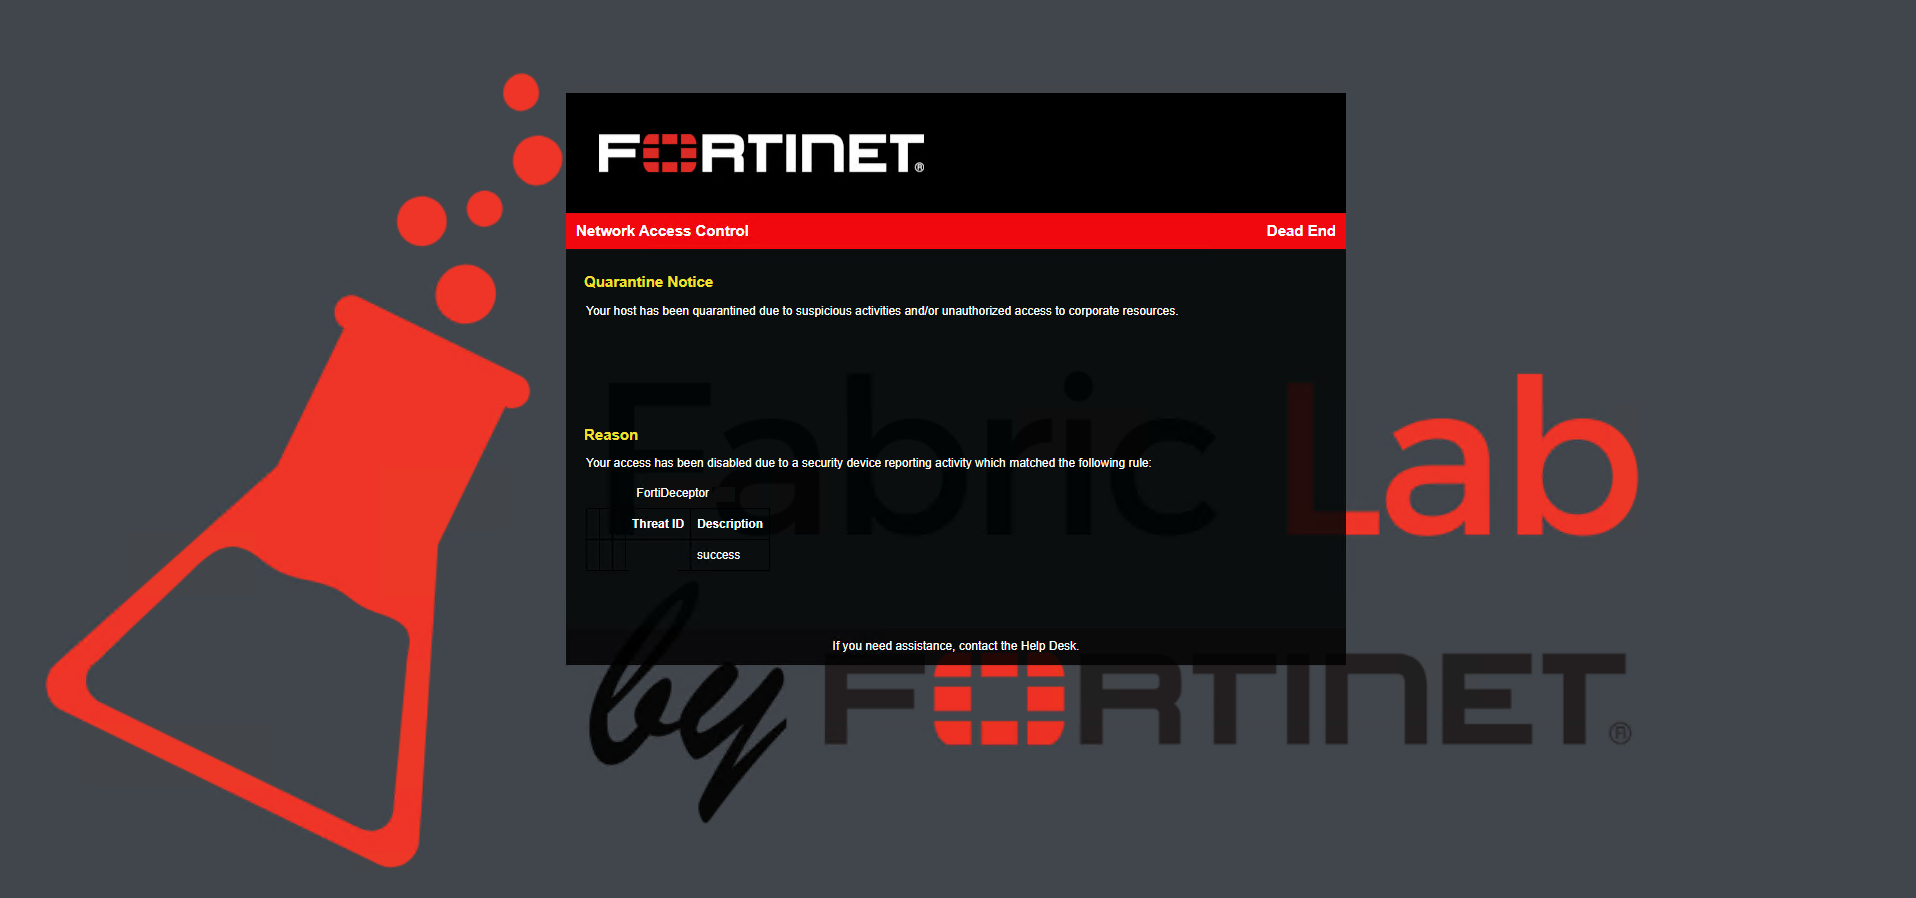 FORTINET®
Network Access Control Dead End
Quarantine Notice
Your host has been quarantined due to suspicious activities and/or unauthorized access to corporate resources.
Reason
Your access has been disabled due to a security device reporting activity which matched the following rule:
FortiDeceptor
Threat ID Description
success
If you need assistance, contact the Help Desk.
Fabric Lab
by FORTINET®